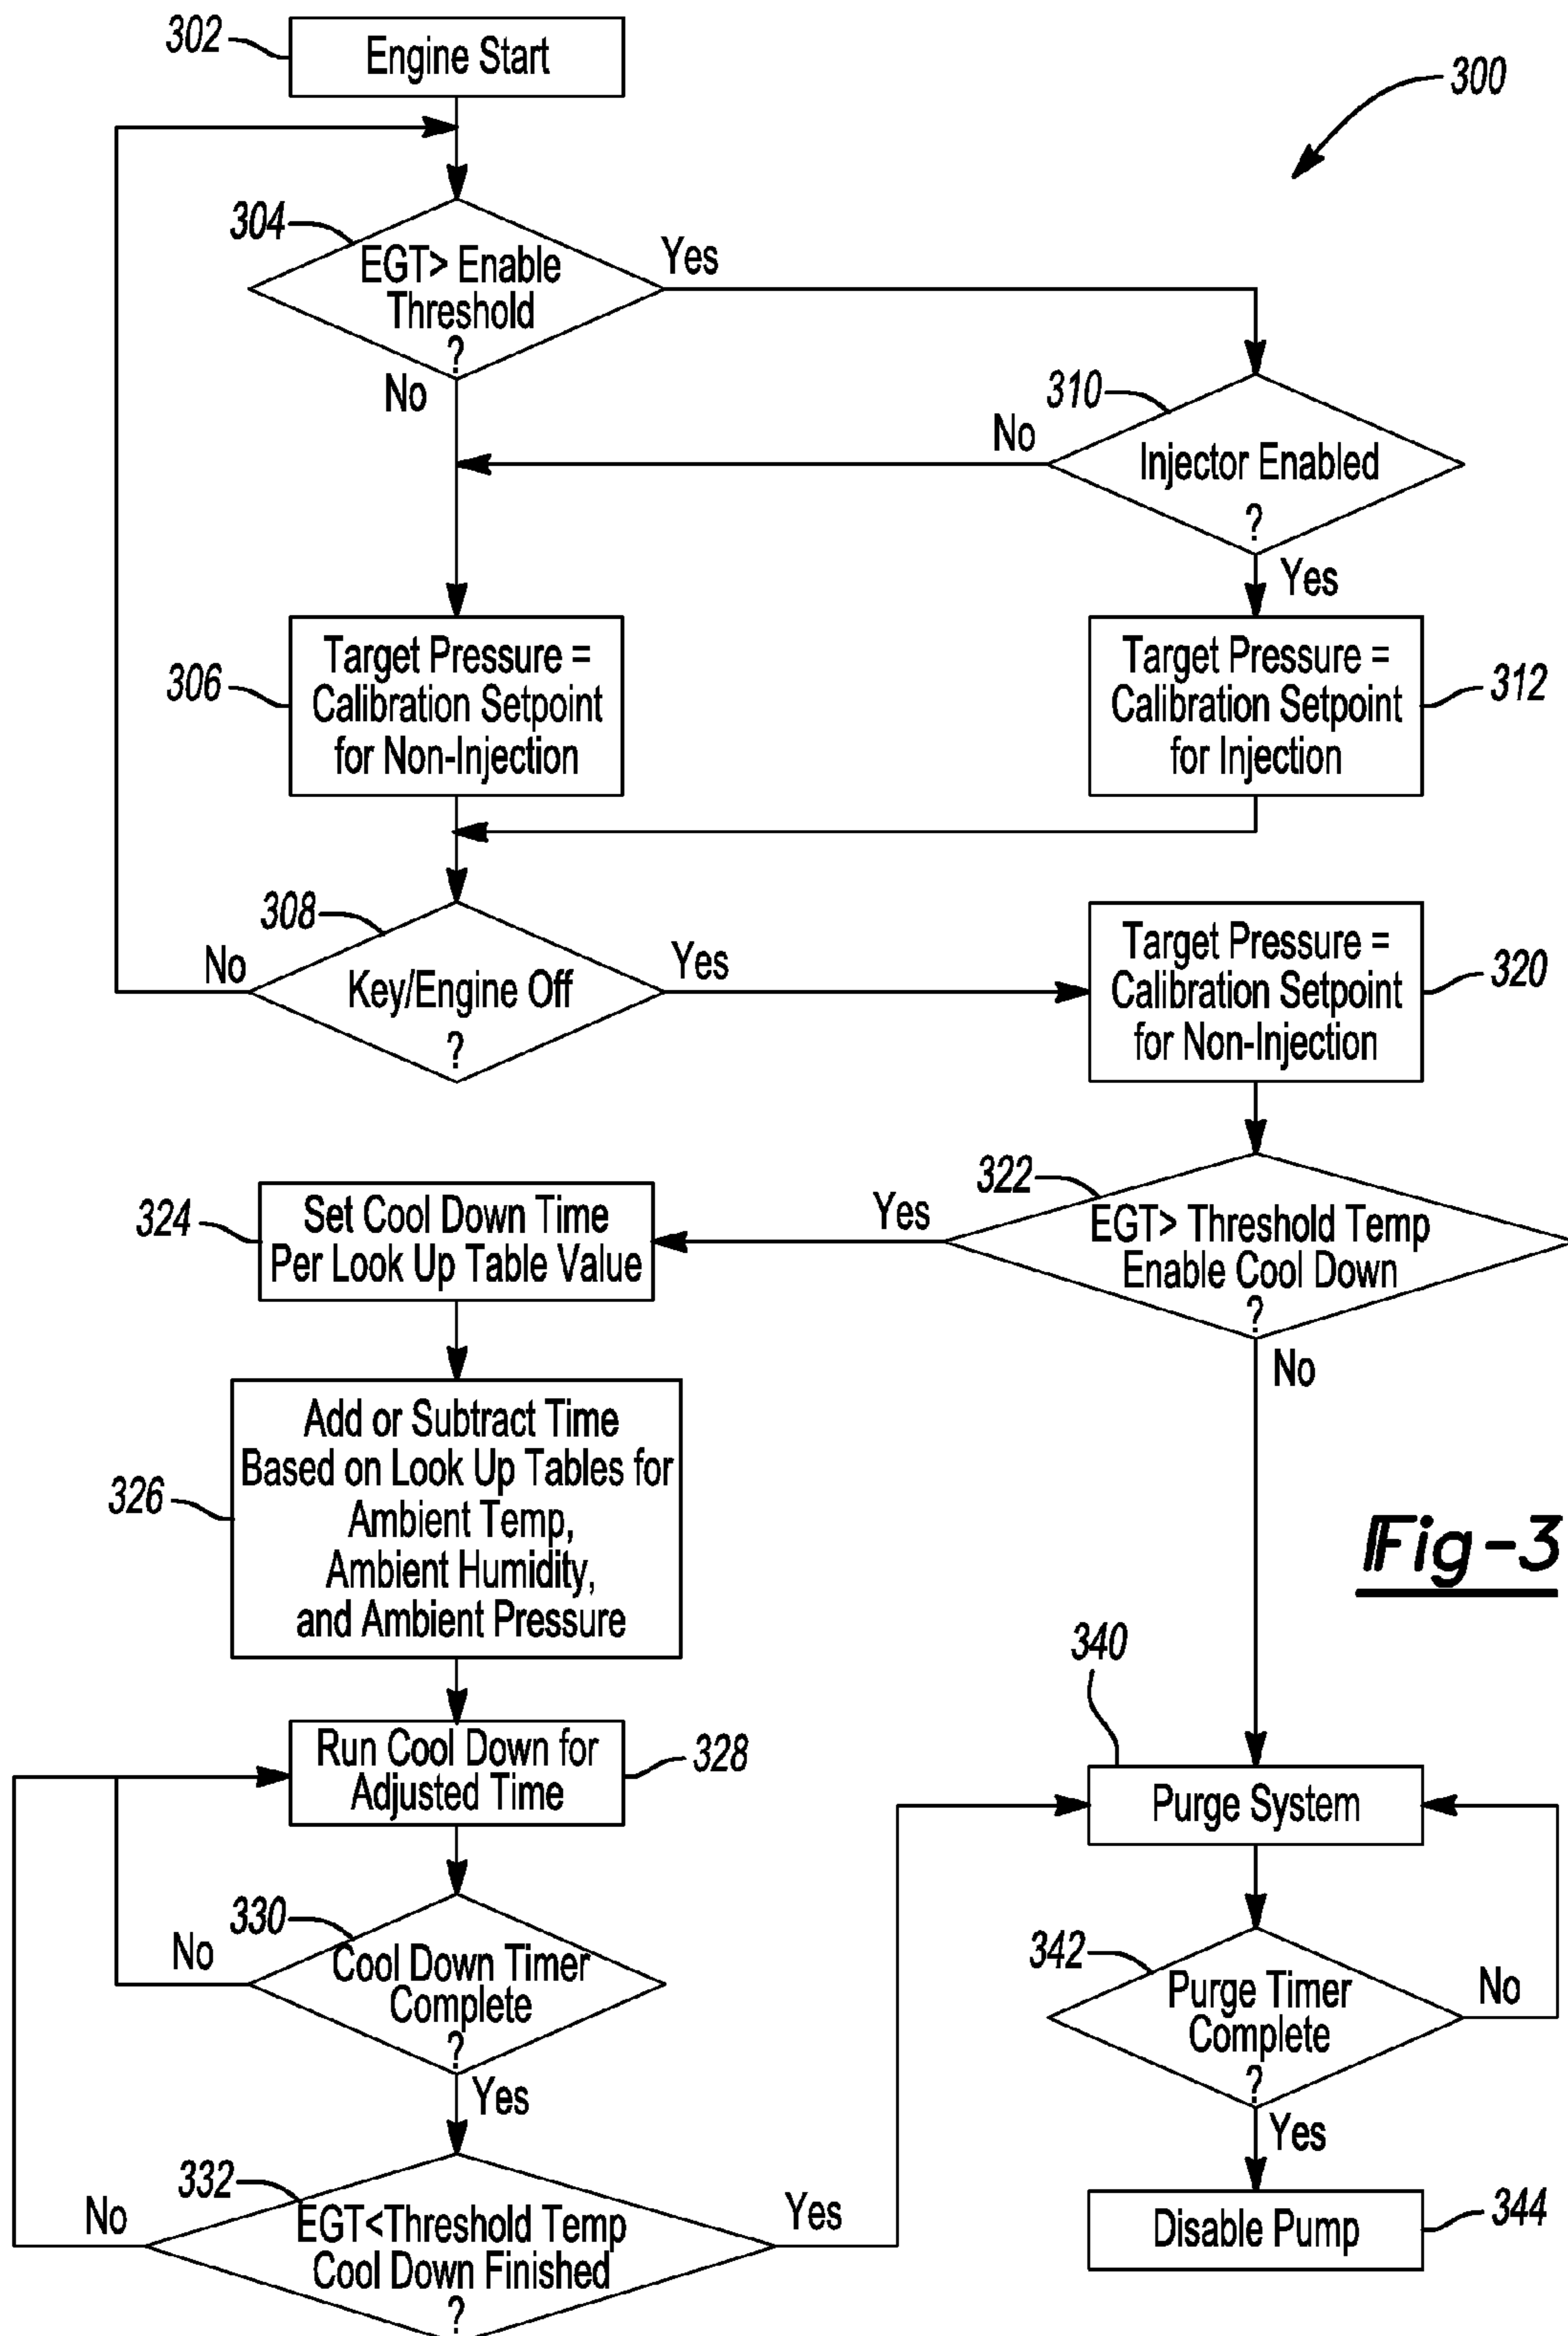 302
Engine Start
300
304
EGT> Enable
Threshold
?
Yes
No
310
Injector Enabled
?
No
Yes
306
Target Pressure =
Calibration Setpoint
for Non-Injection
Target Pressure =
Calibration Setpoint
for Injection
312
308
Key/Engine Off
?
No
Yes
Target Pressure =
Calibration Setpoint
for Non-Injection
320
322
EGT> Threshold Temp
Enable Cool Down
?
Yes
No
324
Set Cool Down Time
Per Look Up Table Value
326
Add or Subtract Time
Based on Look Up Tables for
Ambient Temp,
Ambient Humidity,
and Ambient Pressure
Fig-3
Run Cool Down for
Adjusted Time
328
330
Cool Down Timer
Complete
?
No
Yes
332
EGT<Threshold Temp
Cool Down Finished
?
No
Yes
340
Purge System
342
Purge Timer
Complete
?
No
Yes
Disable Pump
344